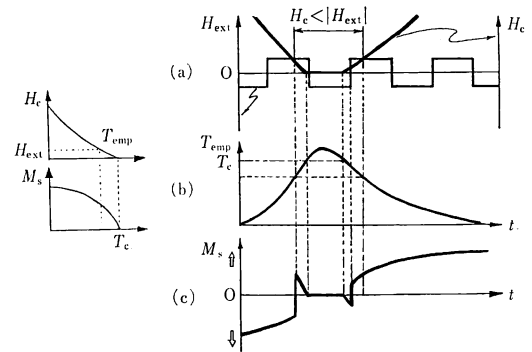 H_ext
H_c<|H_ext|
H_c
(a)
O
H_c
T_emp
H_ext
M_s
T_c
T_emp
T_c
(b)
t.
M_s
⇧
(c)
O
t
⇩